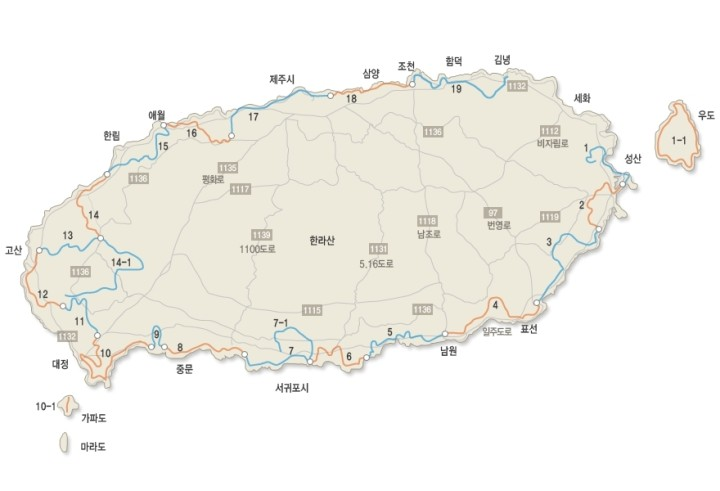 함덕
김녕
조천
삼양
제주시
19
1132
18
세화
17
애월
우도
16
1136
1112
한림
15
비자림로
1-1
1
성산
1135
1136
평화로
1117
2
14
97
1119
1118
번영로
남조로
13
1139
한라산
3
고산
1131
1100도로
14-1
5.16도로
1136
12
4
1115
1136
11
7-1
표선
일주도로
1132
9
5
8
7
6
남원
10
대정
중문
서귀포시
10-1
가파도
마라도